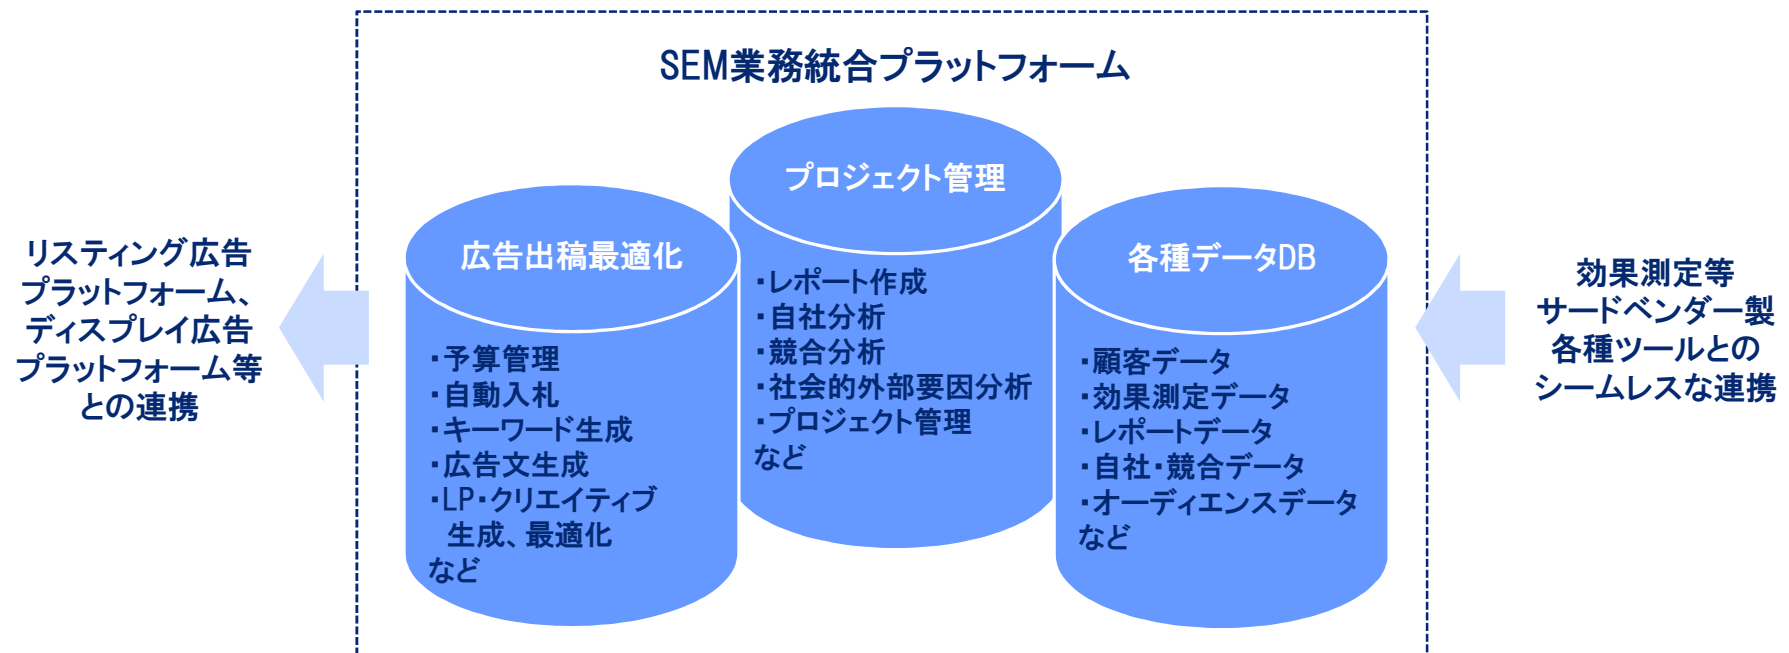 SEM業務統合プラットフォーム
リスティング広告
プラットフォーム、
ディスプレイ広告
プラットフォーム等
との連携
広告出稿最適化
・予算管理
・自動入札
・キーワード生成
・広告文生成
・LP・クリエイティブ
生成、最適化
など
プロジェクト管理
・レポート作成
・自社分析
・競合分析
・社会的外部要因分析
・プロジェクト管理
など
各種データDB
・顧客データ
・効果測定データ
・レポートデータ
・自社・競合データ
・オーディエンスデータ
など
効果測定等
サードベンダー製
各種ツールとの
シームレスな連携